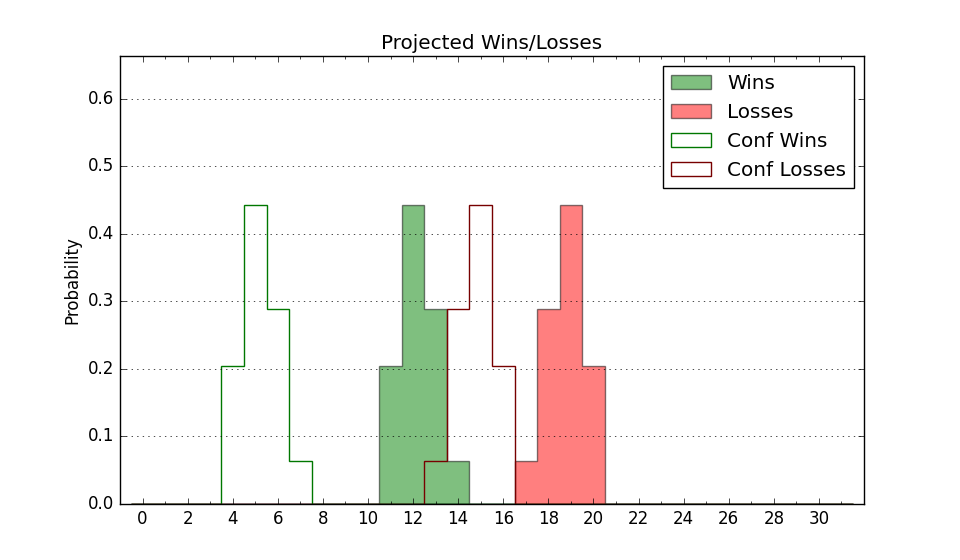 Projected Wins/Losses
Wins
Losses
Conf Wins
Conf Losses
Probability
0.6
0.5
0.4
0.3
0.2
0.1
0.0
0 2 4 6 8 10 12 14 16 18 20 22 24 26 28 30